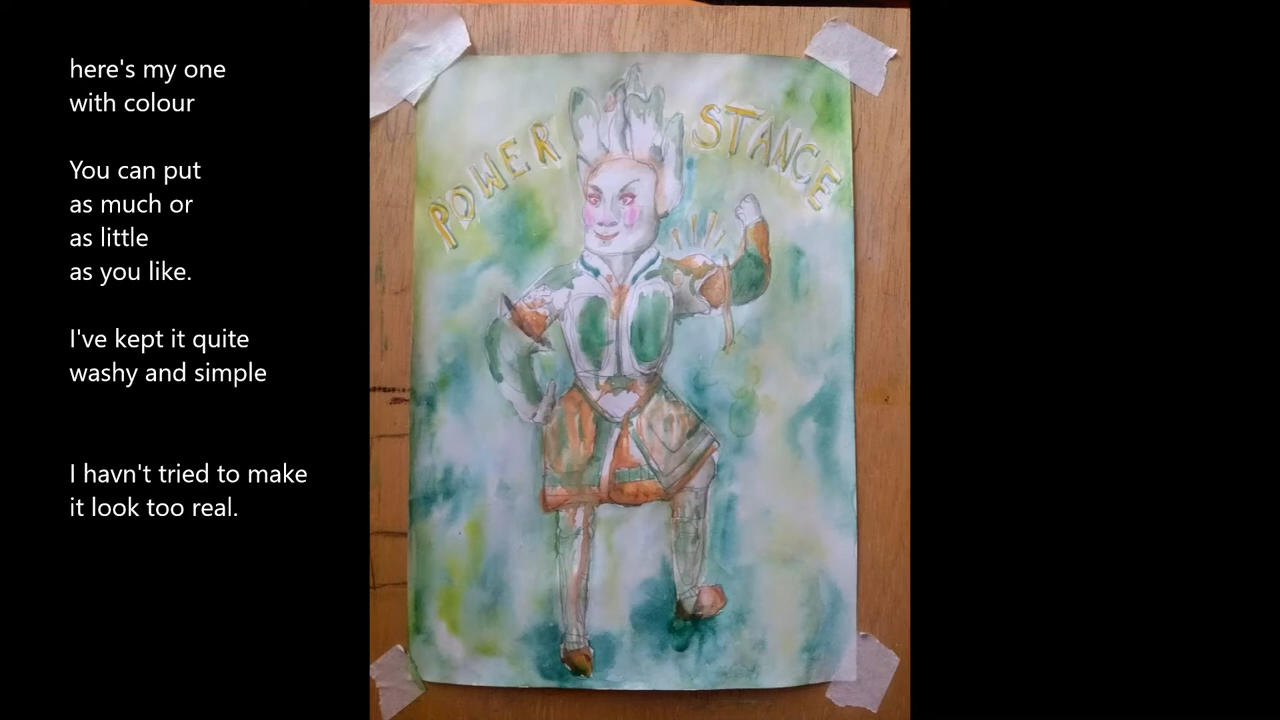 here's my one
with colour
You can put
as much or
as little
as you like.
I've kept it quite
washy and simple
I havn't tried to make
it look too real.
POWER STANCE